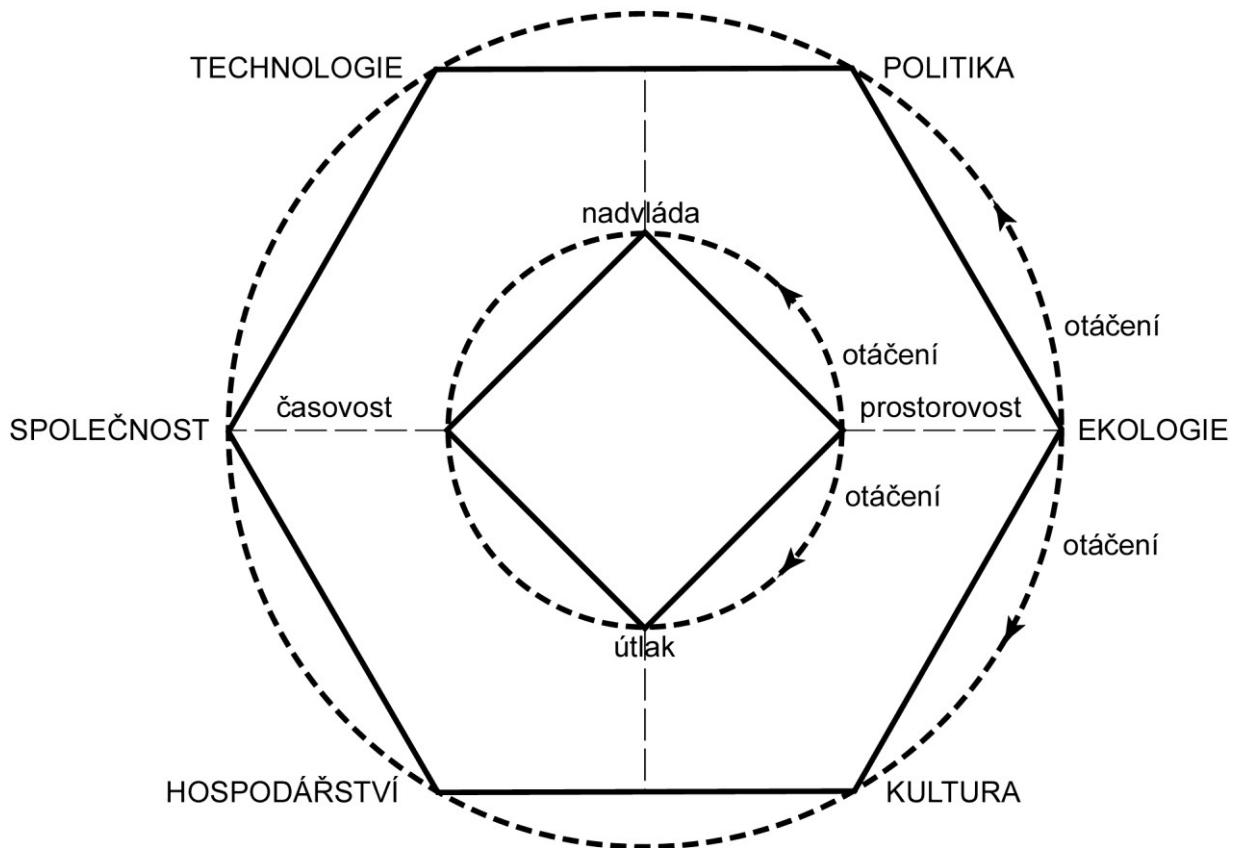 TECHNOLOGIE
POLITIKA
nadvláda
otáčení
otáčení
časovost
prostorovost
SPOLEČNOST
EKOLOGIE
otáčení
otáčení
útlak
HOSPODÁŘSTVÍ
KULTURA